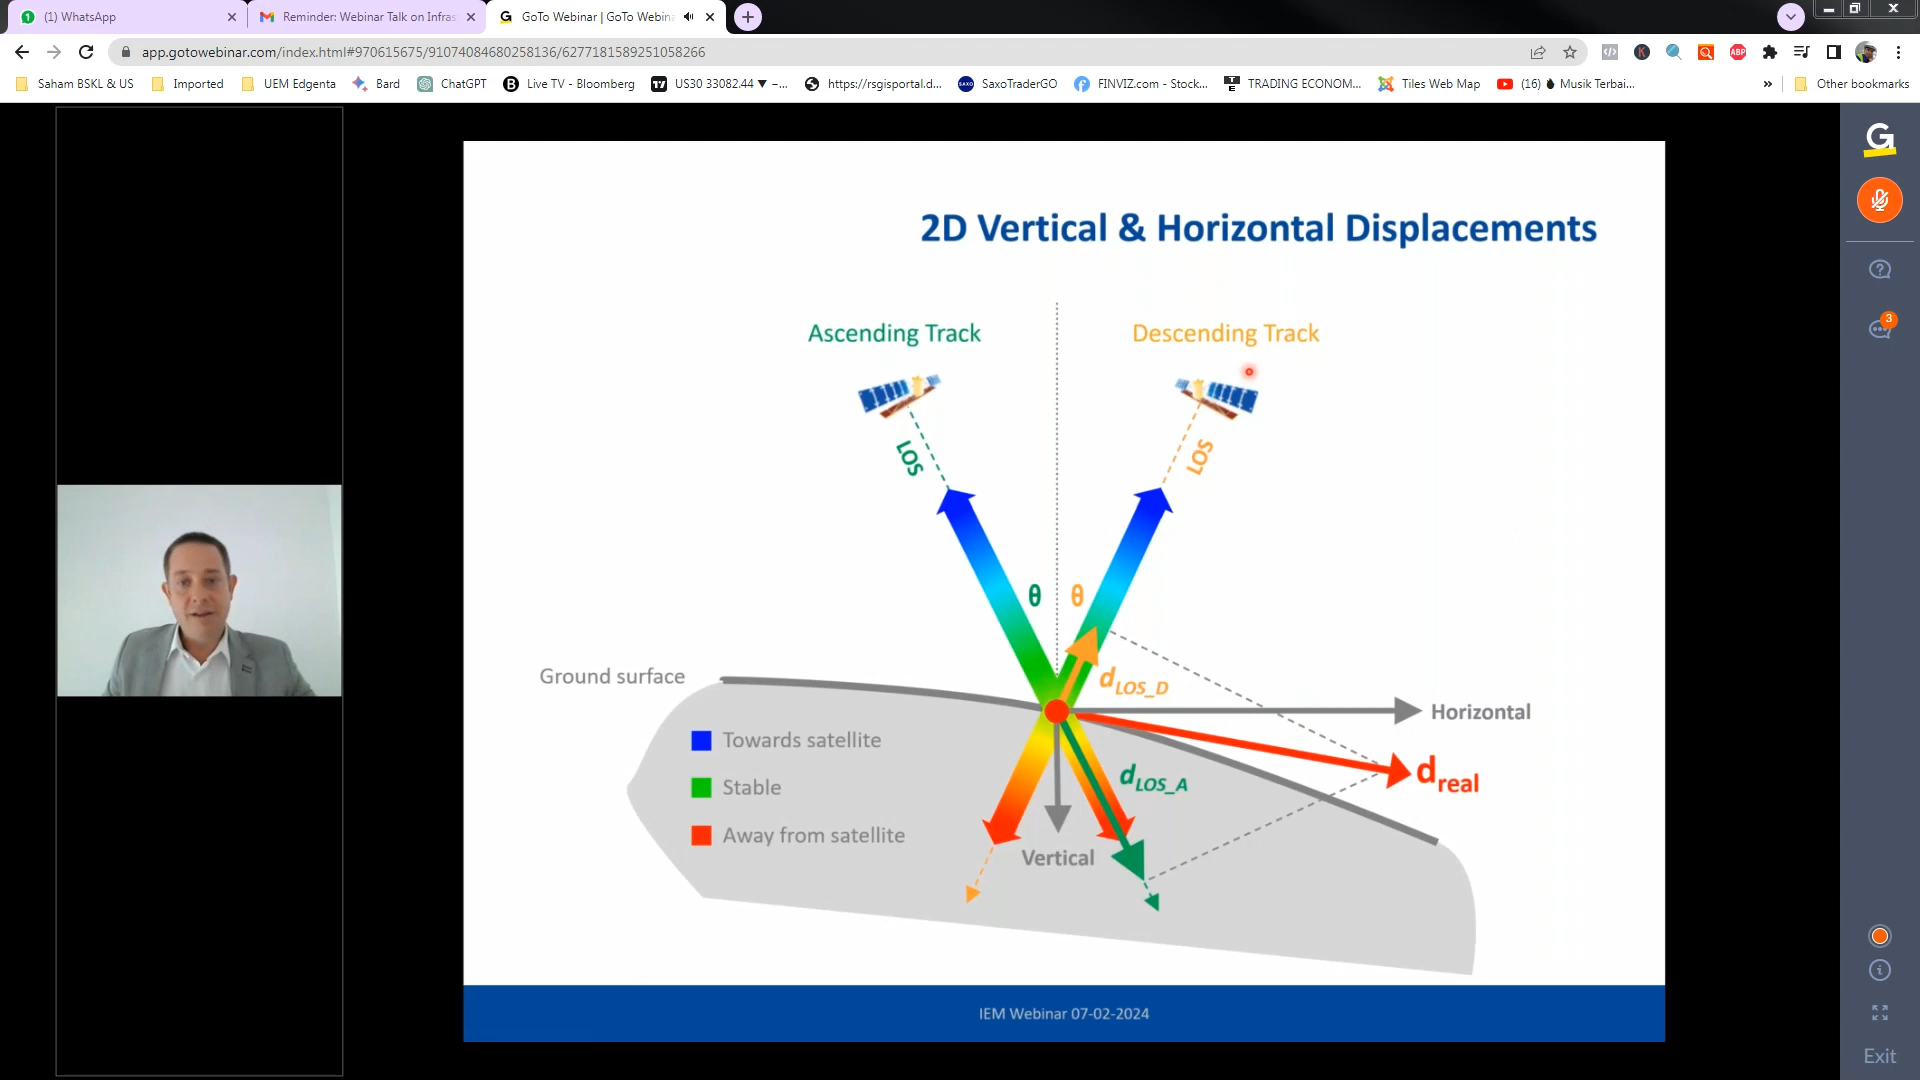 (1) WhatsApp
Reminder: Webinar Talk on Infras
GoTo Webinar | GoTo Webin
app.gotowebinar.com/index.html#970615675/91074084680258136/6277181589251058266
Saham BSKL & US
Imported
UEM Edgenta
Bard
ChatGPT
Live TV - Bloomberg
US30 33082.44 ▼ −...
https://rsgisportal.d...
SaxoTraderGO
FINVIZ.com - Stock...
TRADING ECONOM...
Tiles Web Map
(16) Musik Terbai...
»
Other bookmarks
2D Vertical & Horizontal Displacements
Ascending Track
Descending Track
LOS
LOS
θ
θ
Ground surface
dLOS_D
Horizontal
Towards satellite
dLOS_A
dreal
Stable
Away from satellite
Vertical
IEM Webinar 07-02-2024
3
Exit